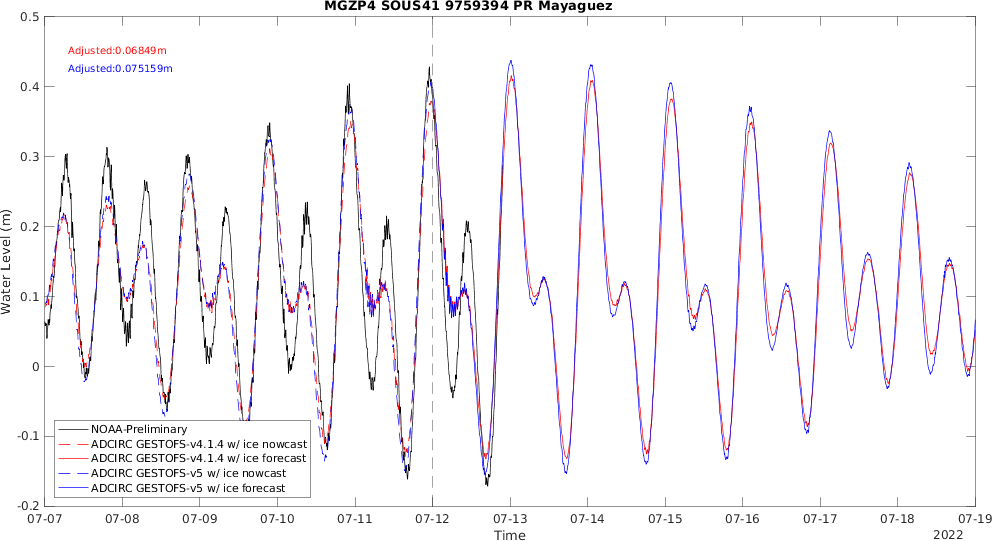 MGZP4 SOUS41 9759394 PR Mayaguez
Adjusted:0.06849m
Adjusted:0.075159m
Water Level (m)
0.5
0.4
0.3
0.2
0.1
0
-0.1
-0.2
NOAA-Preliminary
ADCIRC GESTOFS-v4.1.4 w/ ice nowcast
ADCIRC GESTOFS-v4.1.4 w/ ice forecast
ADCIRC GESTOFS-v5 w/ ice nowcast
ADCIRC GESTOFS-v5 w/ ice forecast
07-07 07-08 07-09 07-10 07-11 07-12 07-13 07-14 07-15 07-16 07-17 07-18 07-19
Time
2022